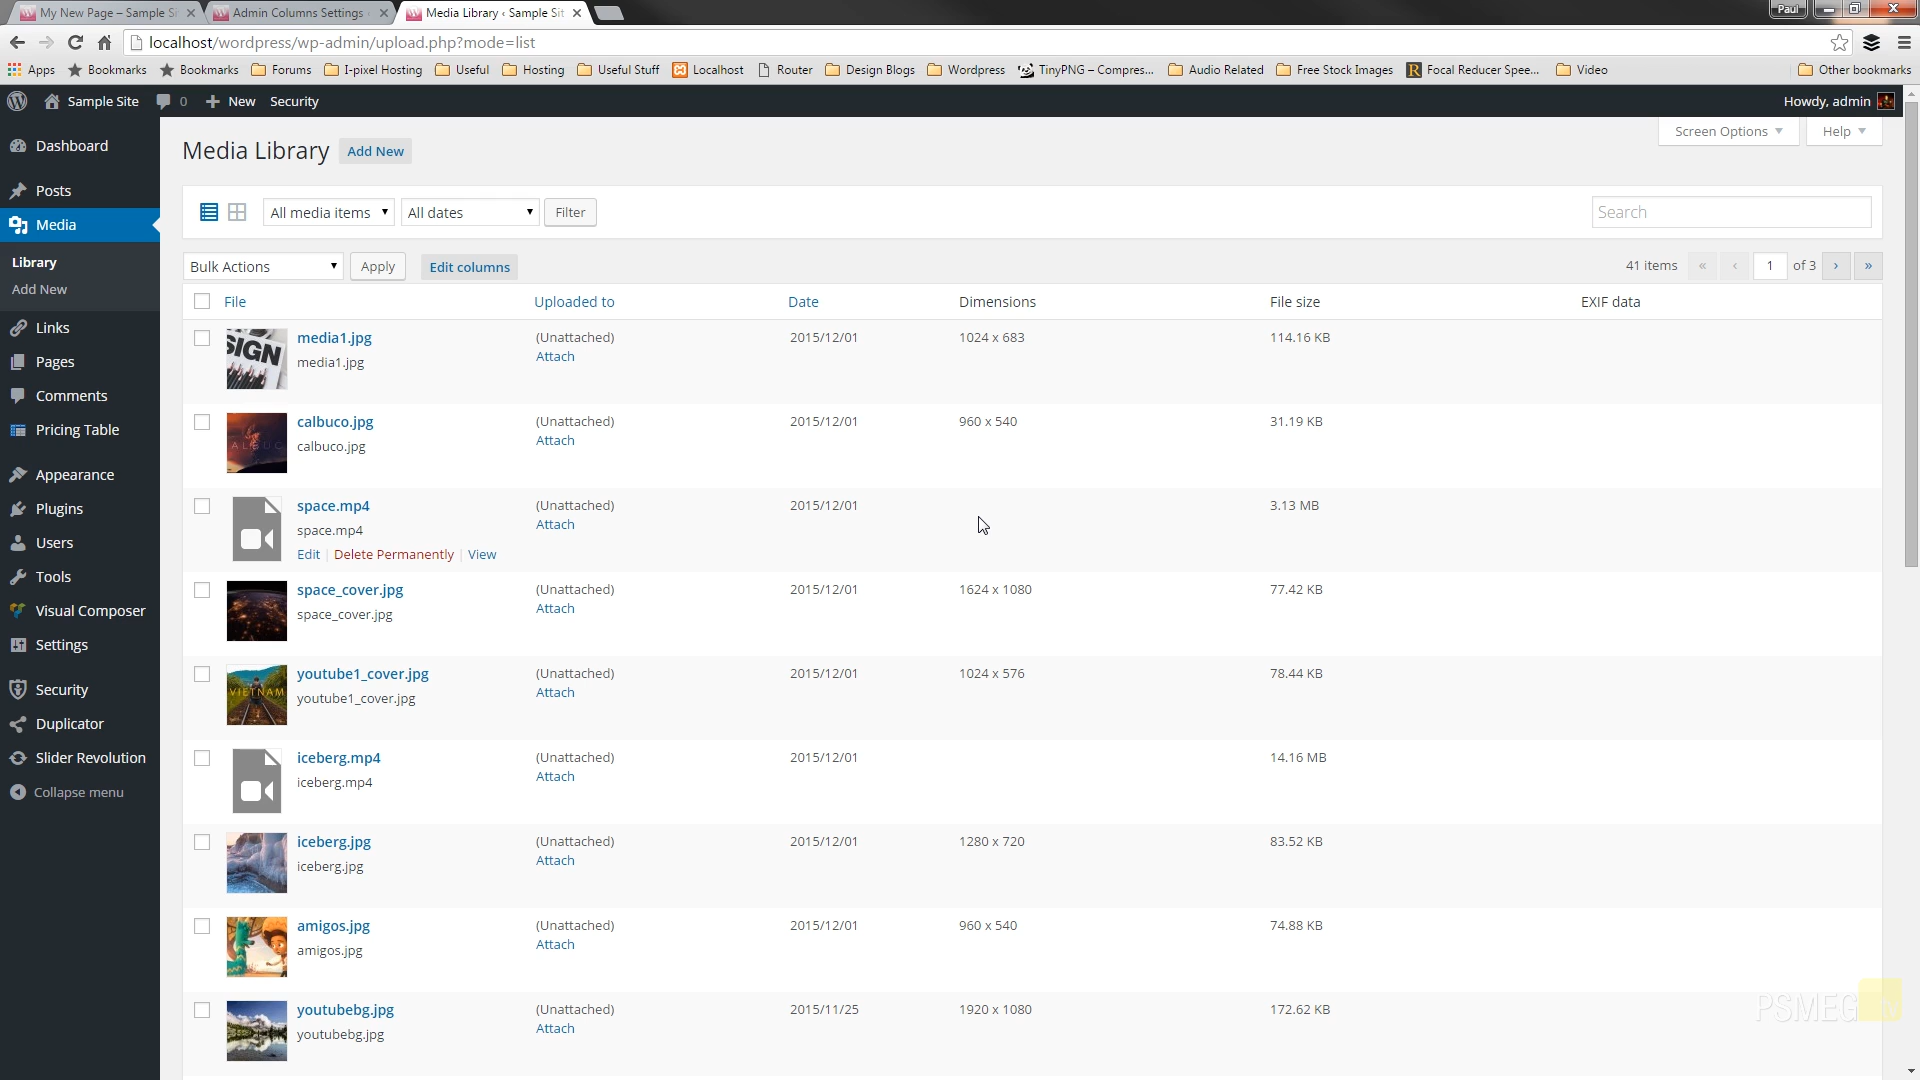 My New Page – Sample Si
Admin Columns Settings
Media Library ‹ Sample Sit
Paul
localhost/wordpress/wp-admin/upload.php?mode=list
Apps Bookmarks Bookmarks Forums I-pixel Hosting Useful Hosting Useful Stuff Localhost Router Design Blogs Wordpress TinyPNG – Compres... Audio Related Free Stock Images Focal Reducer Spee... Video Other bookmarks
Sample Site 0 New Security Howdy, admin
Dashboard
Posts
Media
Library
Add New
Links
Pages
Comments
Pricing Table
Appearance
Plugins
Users
Tools
Visual Composer
Settings
Security
Duplicator
Slider Revolution
Collapse menu
Screen Options Help
Media Library Add New
All media items All dates Filter Search
Bulk Actions Apply Edit columns 41 items « ‹ 1 of 3 › »
File Uploaded to Date Dimensions File size EXIF data
SIGN
media1.jpg (Unattached) 2015/12/01 1024 x 683 114.16 KB
media1.jpg Attach
calbuco.jpg (Unattached) 2015/12/01 960 x 540 31.19 KB
calbuco.jpg Attach
space.mp4 (Unattached) 2015/12/01 3.13 MB
space.mp4 Attach
Edit | Delete Permanently | View
space_cover.jpg (Unattached) 2015/12/01 1624 x 1080 77.42 KB
space_cover.jpg Attach
youtube1_cover.jpg (Unattached) 2015/12/01 1024 x 576 78.44 KB
VIETNAM
youtube1_cover.jpg Attach
iceberg.mp4 (Unattached) 2015/12/01 14.16 MB
iceberg.mp4 Attach
iceberg.jpg (Unattached) 2015/12/01 1280 x 720 83.52 KB
iceberg.jpg Attach
amigos.jpg (Unattached) 2015/12/01 960 x 540 74.88 KB
amigos.jpg Attach
youtubebg.jpg (Unattached) 2015/11/25 1920 x 1080 172.62 KB
youtubebg.jpg Attach
PSMEG